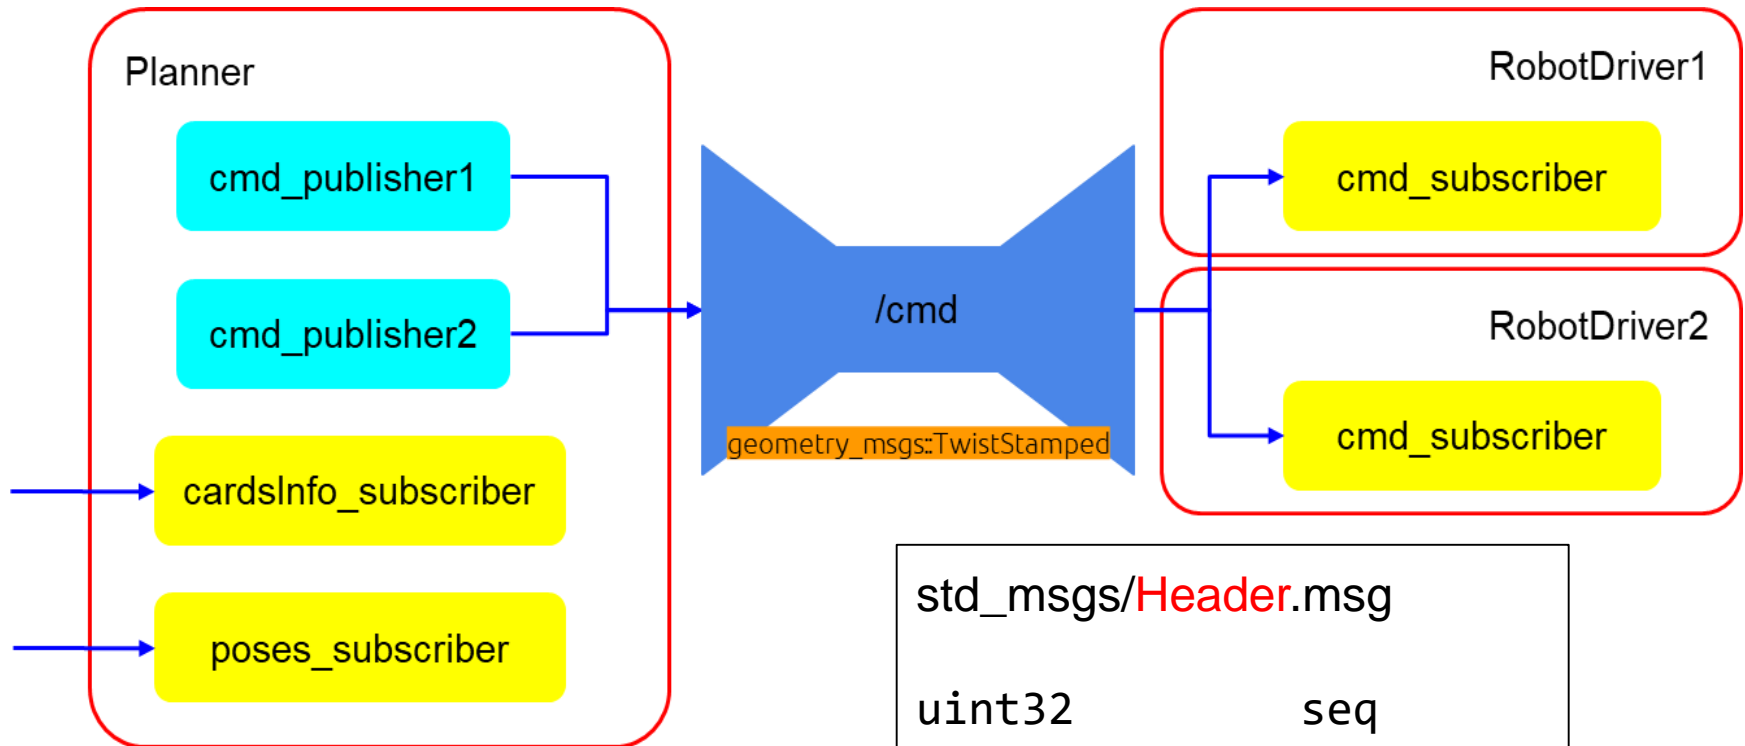 Planner
cmd_publisher1
cmd_publisher2
cardsInfo_subscriber
poses_subscriber
/cmd
geometry_msgs::TwistStamped
RobotDriver1
cmd_subscriber
RobotDriver2
cmd_subscriber
std_msgs/Header.msg
uint32 seq